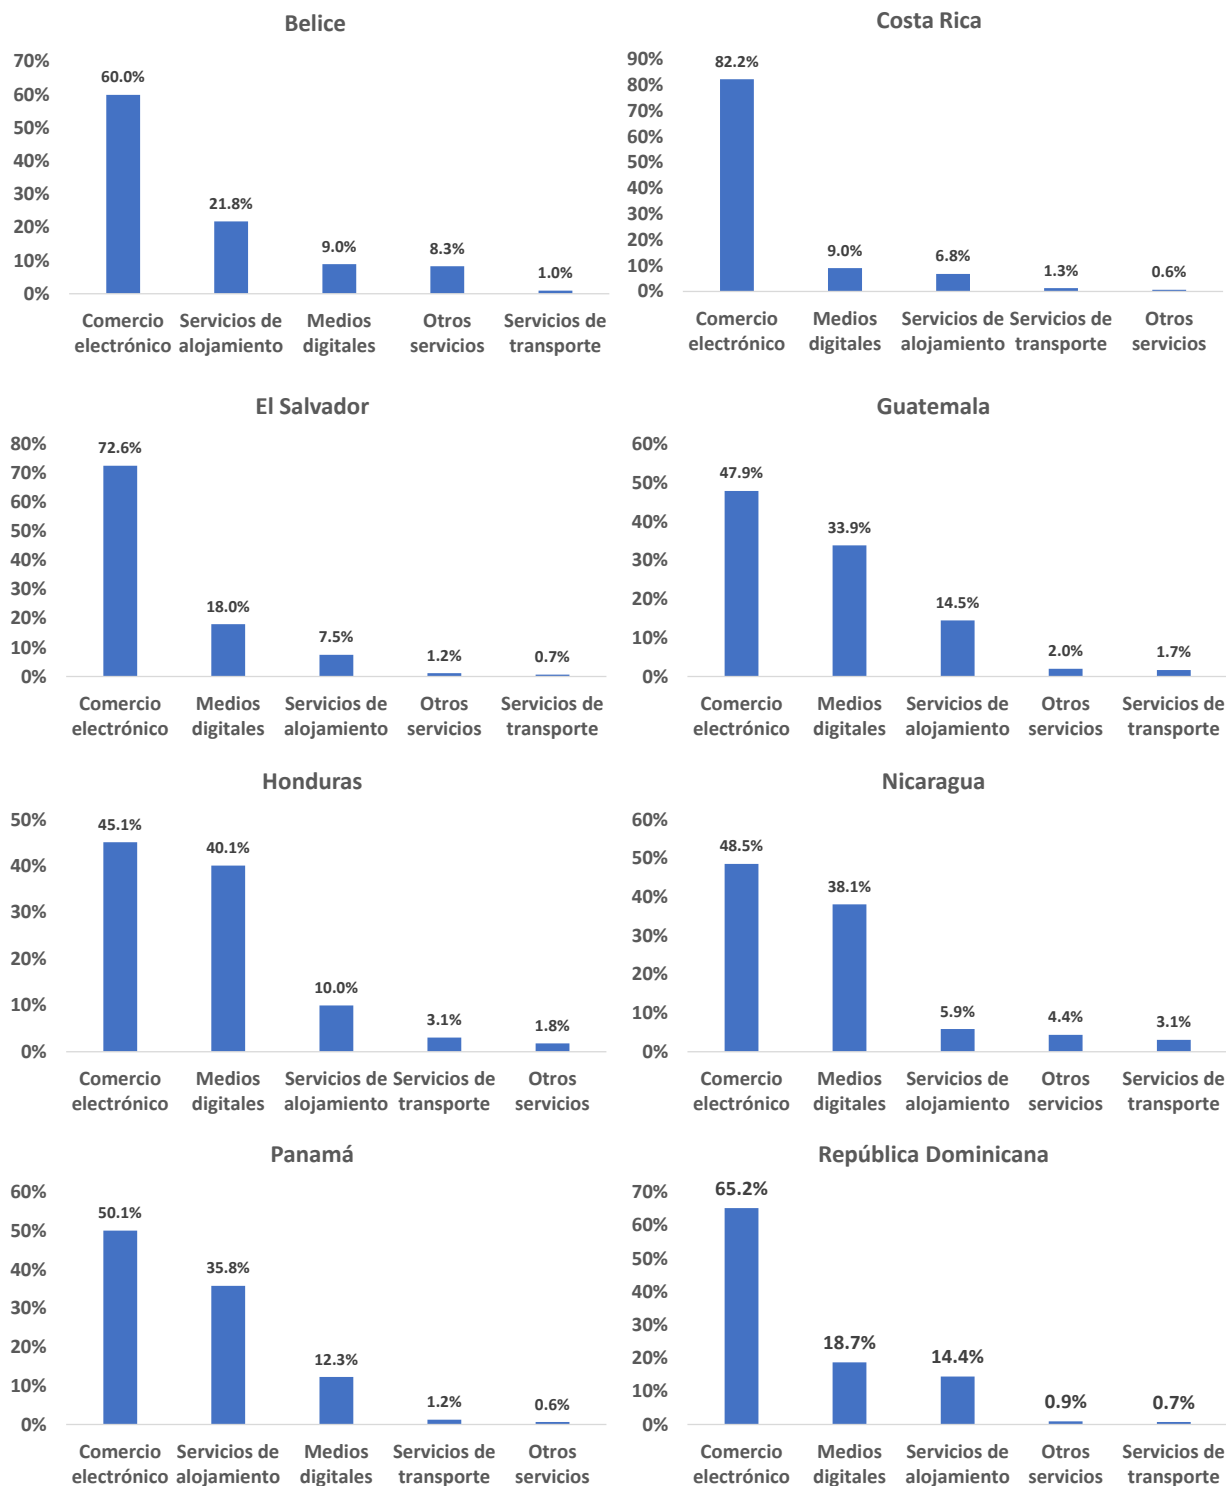 Belice
70%
60%
50%
40%
30%
20%
10%
0%
60.0%
21.8%
9.0%
8.3%
1.0%
Comercio electrónico
Servicios de alojamiento
Medios digitales
Otros servicios
Servicios de transporte
Costa Rica
90%
80%
70%
60%
50%
40%
30%
20%
10%
0%
82.2%
9.0%
6.8%
1.3%
0.6%
Comercio electrónico
Medios digitales
Servicios de alojamiento
Servicios de transporte
Otros servicios
El Salvador
80%
70%
60%
50%
40%
30%
20%
10%
0%
72.6%
18.0%
7.5%
1.2%
0.7%
Comercio electrónico
Medios digitales
Servicios de alojamiento
Otros servicios
Servicios de transporte
Guatemala
60%
50%
40%
30%
20%
10%
0%
47.9%
33.9%
14.5%
2.0%
1.7%
Comercio electrónico
Medios digitales
Servicios de alojamiento
Otros servicios
Servicios de transporte
Honduras
50%
40%
30%
20%
10%
0%
45.1%
40.1%
10.0%
3.1%
1.8%
Comercio electrónico
Medios digitales
Servicios de alojamiento
Servicios de transporte
Otros servicios
Nicaragua
60%
50%
40%
30%
20%
10%
0%
48.5%
38.1%
5.9%
4.4%
3.1%
Comercio electrónico
Medios digitales
Servicios de alojamiento
Otros servicios
Servicios de transporte
Panamá
60%
50%
40%
30%
20%
10%
0%
50.1%
35.8%
12.3%
1.2%
0.6%
Comercio electrónico
Servicios de alojamiento
Medios digitales
Servicios de transporte
Otros servicios
República Dominicana
70%
60%
50%
40%
30%
20%
10%
0%
65.2%
18.7%
14.4%
0.9%
0.7%
Comercio electrónico
Medios digitales
Servicios de alojamiento
Otros servicios
Servicios de transporte